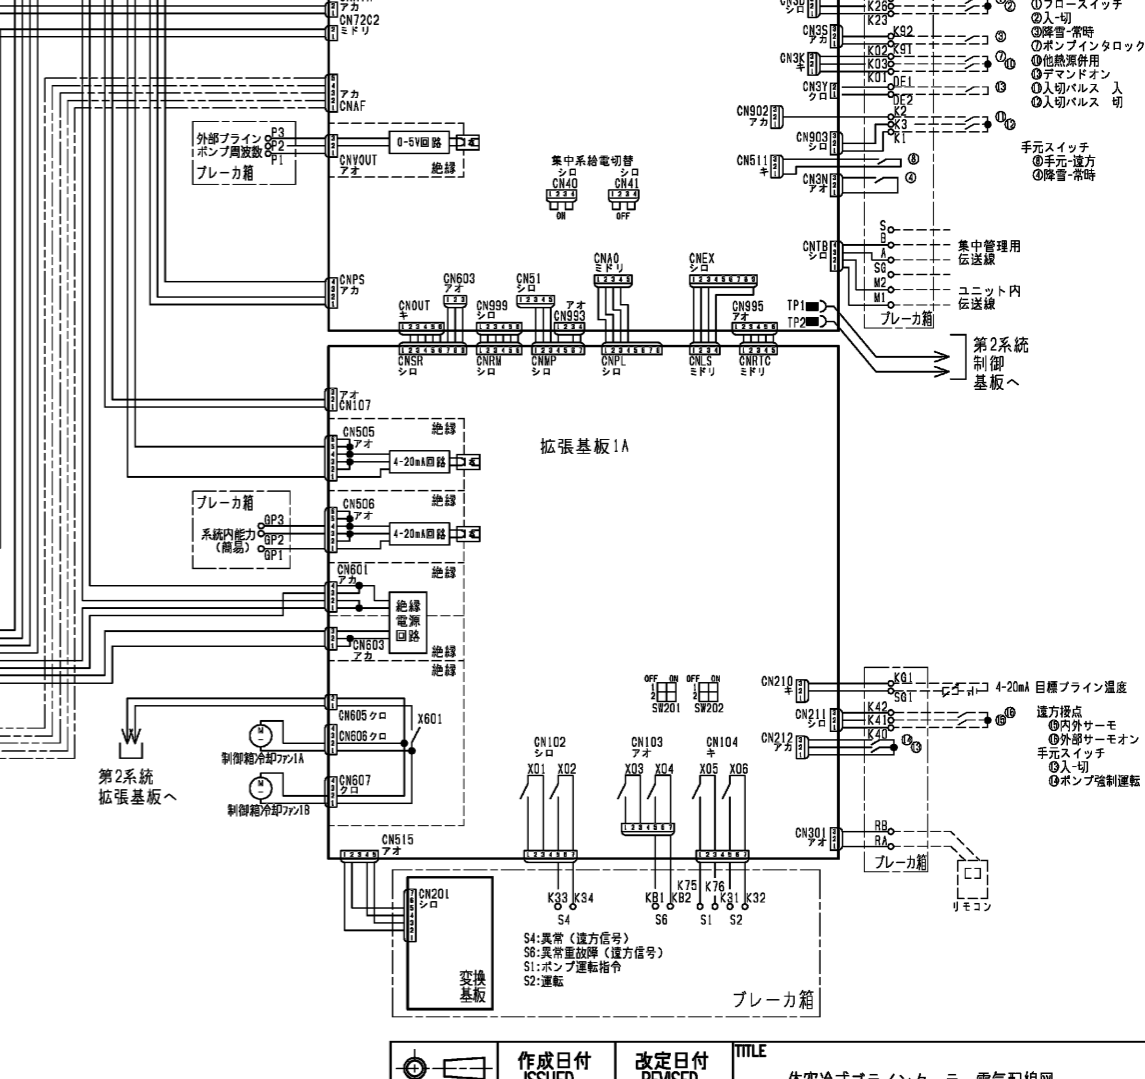 アカ
CN72C2
ミドリ
アカ
CNAF
外部ブライン
ポンプ周波数
P3
P2
P1
ブレーカ箱
CNVOUT
アオ
0-5V回路
絶縁
集中系給電切替
シロ
CN40
1 2 3 4
ON
シロ
CN41
1 2 3 4
OFF
シロ
K26
K23
②
①フロースイッチ
②入-切
③降雪-常時
⑦ポンプインタロック
⑩他熱源併用
⑬デマンドオン
⑪入切パルス 入
⑫入切パルス 切
CN3S
アカ
K92
③
CN3K
キ
K02
K91
K03
K01
⑦
⑩
CN3Y
クロ
DE1
DE2
⑬
CN902
アカ
K2
K3
K1
⑪
⑫
CN903
シロ
CN511
キ
⑧
CN3N
アオ
④
手元スイッチ
⑧手元-遠方
④降雪-常時
CNTB
シロ
S
B
A
SG
M2
M1
集中管理用
伝送線
ユニット内
伝送線
ブレーカ箱
TP1
TP2
第2系統
制御
基板へ
CNPS
アカ
CNOUT
キ
CN603
アオ
CN999
シロ
CN51
シロ
アオ
CN993
CNAO
ミドリ
CNEX
シロ
CN995
アオ
CNSR
シロ
CNRM
シロ
CNMP
シロ
CNPL
シロ
CNLS
ミドリ
CNRTC
ミドリ
アオ
CN107
拡張基板1A
CN505
アオ
4-20mA回路
絶縁
ブレーカ箱
系統内能力
(簡易)
GP3
GP2
GP1
CN506
アオ
4-20mA回路
絶縁
CN601
アカ
絶縁
絶縁
電源
回路
CN603
アカ
絶縁
絶縁
CN605 クロ
X601
CN606 クロ
制御箱冷却ファン1A
CN607
クロ
制御箱冷却ファン1B
第2系統
拡張基板へ
OFF ON
SW201
OFF ON
SW202
CN102
シロ
X01 X02
CN103
アオ
X03 X04
CN104
キ
X05 X06
CN210
キ
KG1
SG1
4-20mA 目標ブライン温度
CN211
シロ
K42
K41
K40
⑯
⑮
CN212
アカ
⑭
⑬
遠方接点
⑯内外サーモ
⑮外部サーモオン
手元スイッチ
⑬入-切
⑭ポンプ強制運転
CN301
アオ
RB
RA
ブレーカ箱
リモコン
CN515
アオ
CN201
シロ
変換
基板
K33 K34
S4
KB1 KB2
S6
K75 K76 K31 K32
S1 S2
S4:異常(遠方信号)
S6:異常重故障(遠方信号)
S1:ポンプ運転指令
S2:運転
ブレーカ箱
作成日付
ISSUED
改定日付
REVISED
TITLE